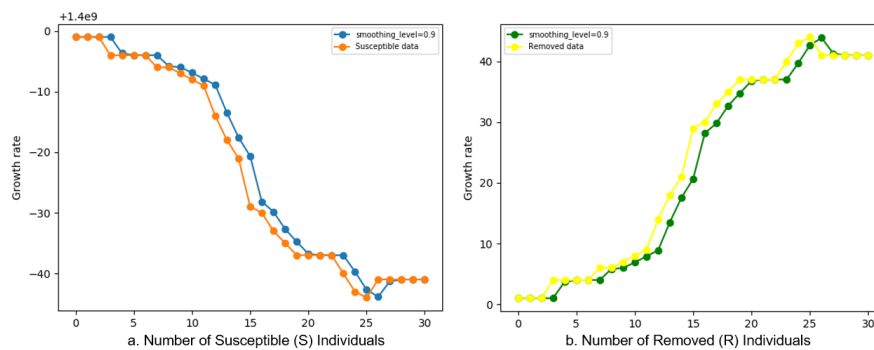 +1.4e9
0
−10
−20
−30
−40
Growth rate
smoothing_level=0.9
Susceptible data
0 5 10 15 20 25 30
a. Number of Susceptible (S) Individuals
40
30
20
10
0
Growth rate
smoothing_level=0.9
Removed data
0 5 10 15 20 25 30
b. Number of Removed (R) Individuals